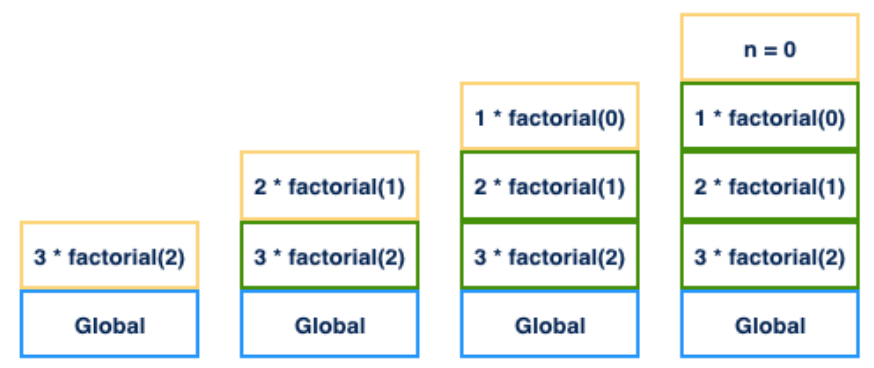 3 * factorial(2)
Global
2 * factorial(1)
3 * factorial(2)
Global
1 * factorial(0)
2 * factorial(1)
3 * factorial(2)
Global
n = 0
1 * factorial(0)
2 * factorial(1)
3 * factorial(2)
Global